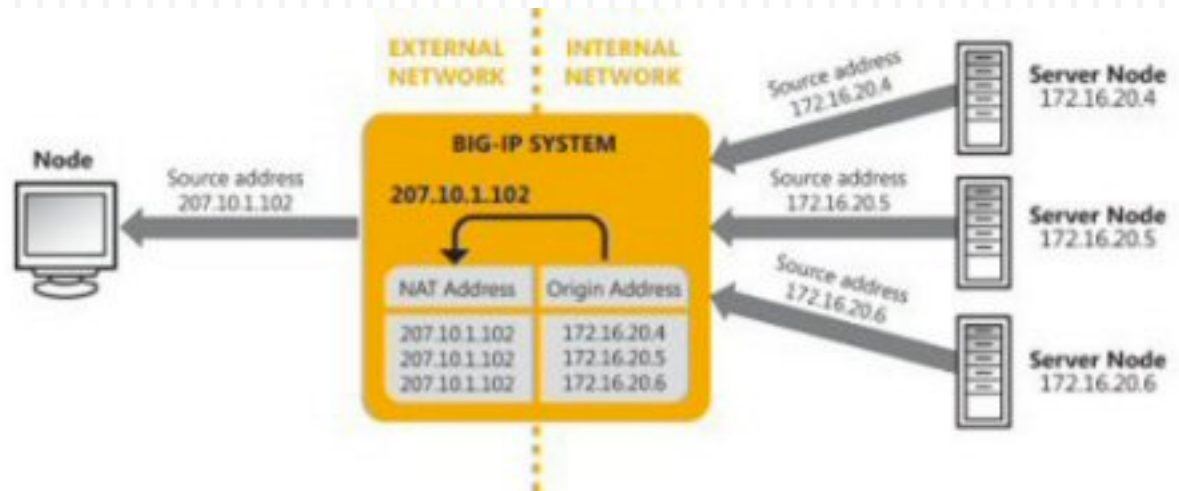 EXTERNAL
NETWORK
INTERNAL
NETWORK
BIG-IP SYSTEM
207.10.1.102
NAT Address
Origin Address
207.10.1.102
172.16.20.4
207.10.1.102
172.16.20.5
207.10.1.102
172.16.20.6
Node
Source address
207.10.1.102
Source address
172.16.20.4
Source address
172.16.20.5
Source address
172.16.20.6
Server Node
172.16.20.4
Server Node
172.16.20.5
Server Node
172.16.20.6